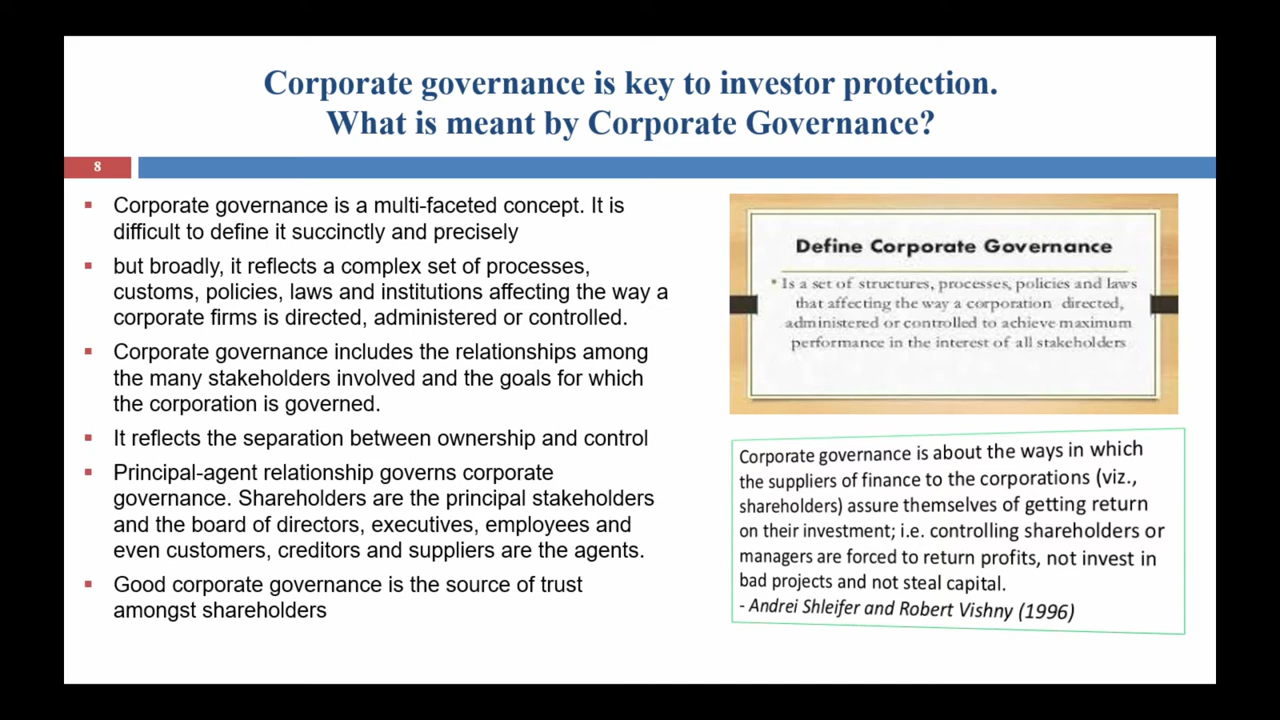 Corporate governance is key to investor protection.
What is meant by Corporate Governance?
8
▪ Corporate governance is a multi-faceted concept. It is
difficult to define it succinctly and precisely
▪ but broadly, it reflects a complex set of processes,
customs, policies, laws and institutions affecting the way a
corporate firms is directed, administered or controlled.
▪ Corporate governance includes the relationships among
the many stakeholders involved and the goals for which
the corporation is governed.
▪ It reflects the separation between ownership and control
▪ Principal-agent relationship governs corporate
governance. Shareholders are the principal stakeholders
and the board of directors, executives, employees and
even customers, creditors and suppliers are the agents.
▪ Good corporate governance is the source of trust
amongst shareholders
Define Corporate Governance
• Is a set of structures, processes, policies and laws
that affecting the way a corporation directed,
administered or controlled to achieve maximum
performance in the interest of all stakeholders
Corporate governance is about the ways in which
the suppliers of finance to the corporations (viz.,
shareholders) assure themselves of getting return
on their investment; i.e. controlling shareholders or
managers are forced to return profits, not invest in
bad projects and not steal capital.
- Andrei Shleifer and Robert Vishny (1996)